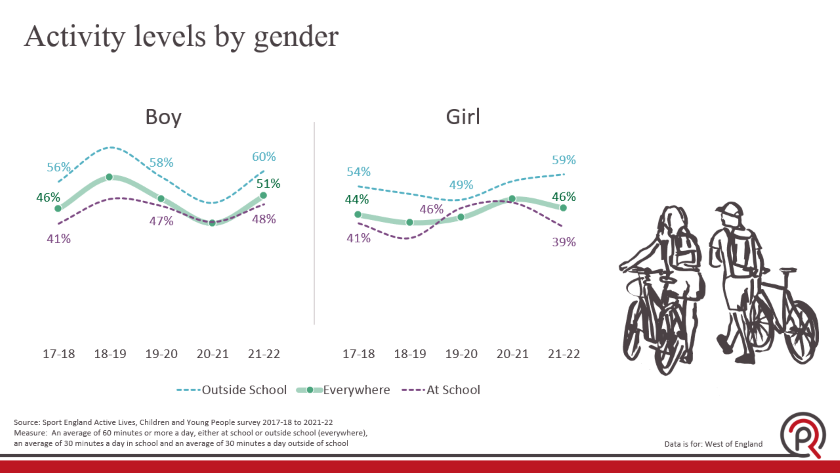 Activity levels by gender
Boy
56%
58%
60%
46%
51%
41%
47%
48%
17-18 18-19 19-20 20-21 21-22
Girl
54%
49%
59%
44%
46%
46%
41%
39%
17-18 18-19 19-20 20-21 21-22
Outside School Everywhere At School
Source: Sport England Active Lives, Children and Young People survey 2017-18 to 2021-22
Measure: An average of 60 minutes or more a day, either at school or outside school (everywhere),
an average of 30 minutes a day in school and an average of 30 minutes a day outside of school
Data is for: West of England